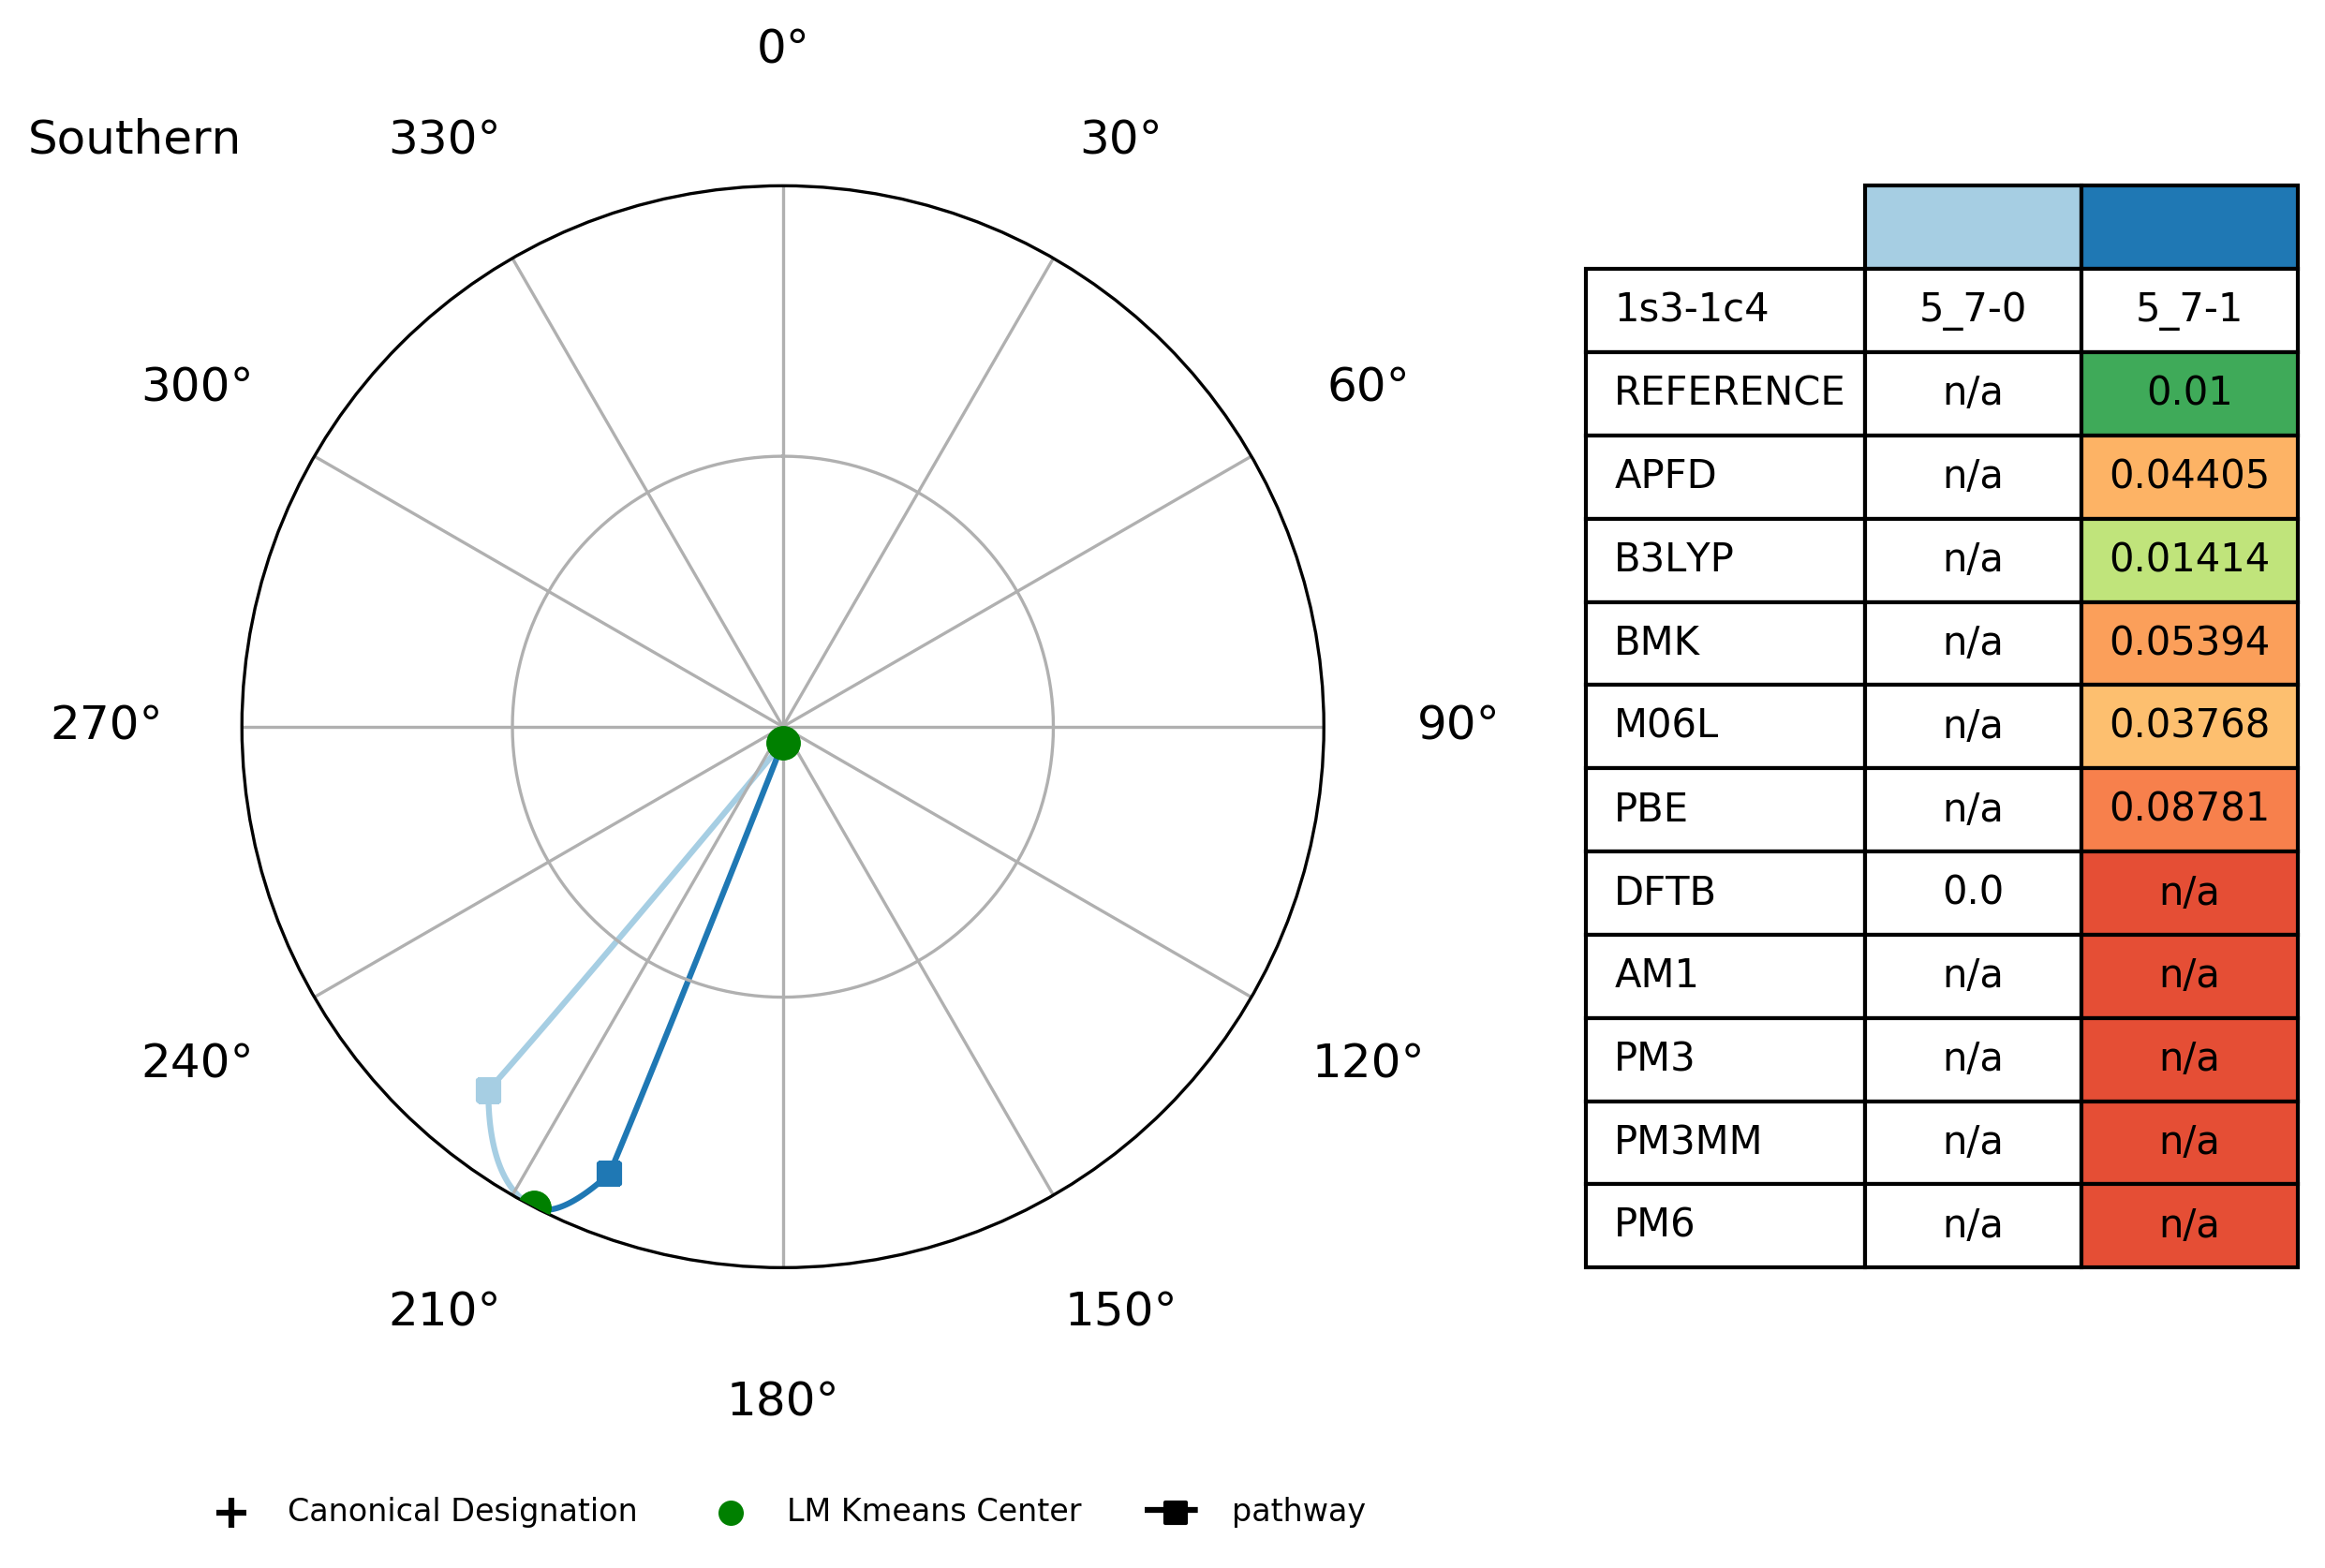 0°
Southern
330°
30°
300°
60°
270°
90°
240°
120°
210°
150°
180°
1s3-1c4 5_7-0 5_7-1
REFERENCE n/a 0.01
APFD n/a 0.04405
B3LYP n/a 0.01414
BMK n/a 0.05394
M06L n/a 0.03768
PBE n/a 0.08781
DFTB 0.0 n/a
AM1 n/a n/a
PM3 n/a n/a
PM3MM n/a n/a
PM6 n/a n/a
Canonical Designation LM Kmeans Center pathway